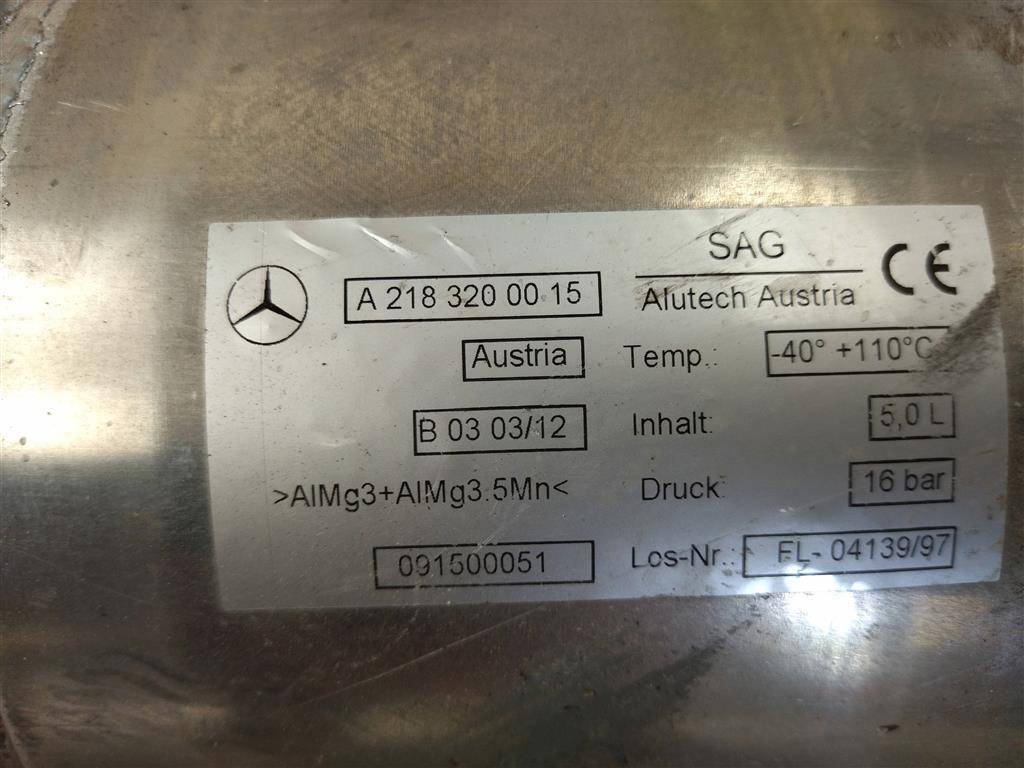 A 218 320 00 15
SAG
Alutech Austria
CE
Austria
Temp.: -40° +110°C
B 03 03/12
Inhalt: 5,0 L
>AlMg3+AlMg3.5Mn<
Druck: 16 bar
091500051
Los-Nr.: FL- 04139/97